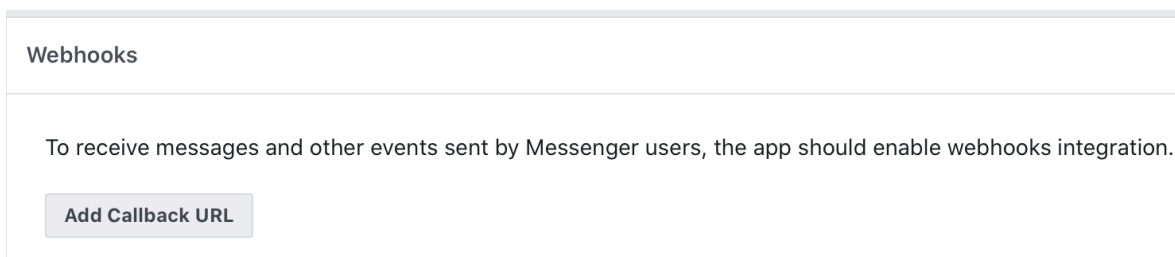 Webhooks
To receive messages and other events sent by Messenger users, the app should enable webhooks integration.
Add Callback URL